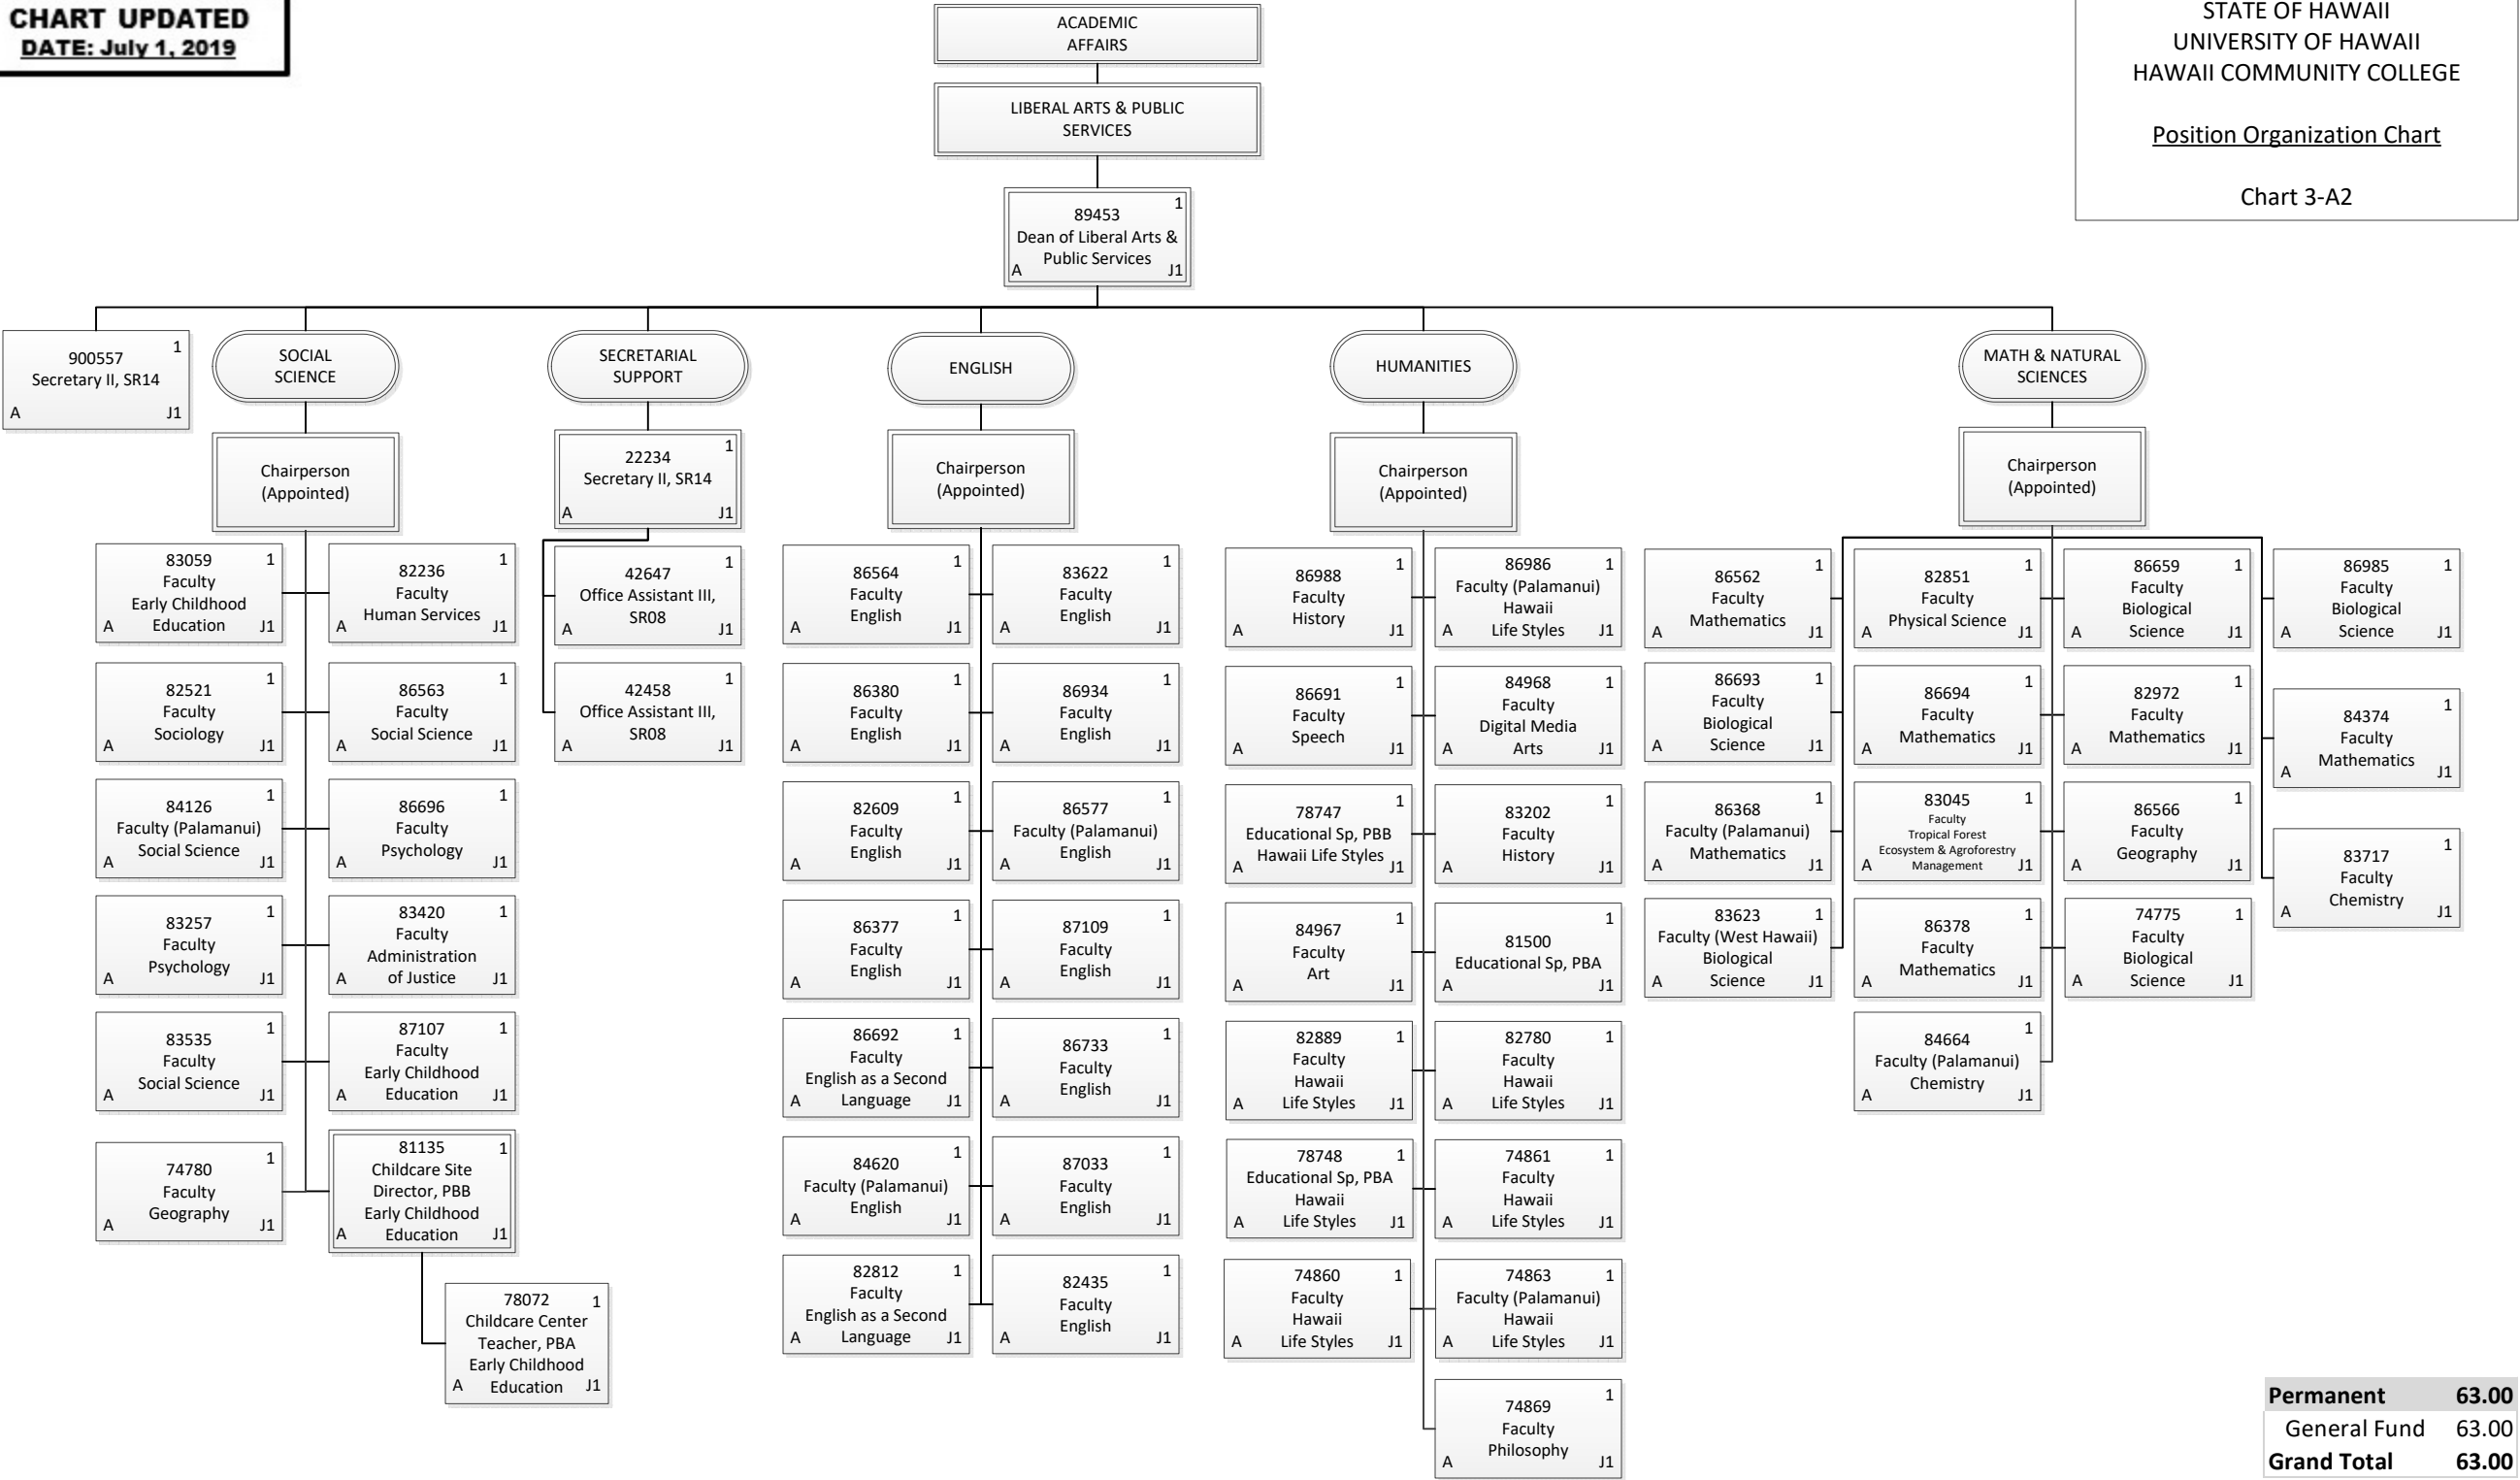 CHART UPDATED
DATE: July 1, 2019
ACADEMIC
AFFAIRS
LIBERAL ARTS & PUBLIC
SERVICES
1
89453
Dean of Liberal Arts &
Public Services
A J1
STATE OF HAWAII
UNIVERSITY OF HAWAII
HAWAII COMMUNITY COLLEGE
Position Organization Chart
Chart 3-A2
1
900557
Secretary II, SR14
A J1
SOCIAL
SCIENCE
Chairperson
(Appointed)
83059 1
Faculty
Early Childhood
A Education J1
1
82236
Faculty
Human Services
A J1
1
82521
Faculty
Sociology
A J1
1
86563
Faculty
Social Science
A J1
1
84126
Faculty (Palamanui)
Social Science
A J1
1
86696
Faculty
Psychology
A J1
1
83257
Faculty
Psychology
A J1
83420 1
Faculty
Administration
A of Justice J1
1
83535
Faculty
Social Science
A J1
87107 1
Faculty
Early Childhood
A Education J1
1
74780
Faculty
Geography
A J1
81135 1
Childcare Site
Director, PBB
Early Childhood
A Education J1
78072 1
Childcare Center
Teacher, PBA
Early Childhood
A Education J1
SECRETARIAL
SUPPORT
1
22234
Secretary II, SR14
A J1
1
42647
Office Assistant III,
SR08
A J1
1
42458
Office Assistant III,
SR08
A J1
ENGLISH
Chairperson
(Appointed)
1
86564
Faculty
English
A J1
1
83622
Faculty
English
A J1
1
86380
Faculty
English
A J1
1
86934
Faculty
English
A J1
1
82609
Faculty
English
A J1
1
86577
Faculty (Palamanui)
English
A J1
1
86377
Faculty
English
A J1
1
87109
Faculty
English
A J1
86692 1
Faculty
English as a Second
A Language J1
1
86733
Faculty
English
A J1
1
84620
Faculty (Palamanui)
English
A J1
1
87033
Faculty
English
A J1
82812 1
Faculty
English as a Second
A Language J1
1
82435
Faculty
English
A J1
HUMANITIES
Chairperson
(Appointed)
1
86988
Faculty
History
A J1
86986 1
Faculty (Palamanui)
Hawaii
A Life Styles J1
1
86691
Faculty
Speech
A J1
84968 1
Faculty
Digital Media
A Arts J1
1
78747
Educational Sp, PBB
Hawaii Life Styles
A J1
1
83202
Faculty
History
A J1
1
84967
Faculty
Art
A J1
1
81500
Educational Sp, PBA
A J1
82889 1
Faculty
Hawaii
A Life Styles J1
82780 1
Faculty
Hawaii
A Life Styles J1
78748 1
Educational Sp, PBA
Hawaii
A Life Styles J1
74861 1
Faculty
Hawaii
A Life Styles J1
74860 1
Faculty
Hawaii
A Life Styles J1
74863 1
Faculty (Palamanui)
Hawaii
A Life Styles J1
1
74869
Faculty
Philosophy
A J1
MATH & NATURAL
SCIENCES
Chairperson
(Appointed)
1
86562
Faculty
Mathematics
A J1
1
82851
Faculty
Physical Science
A J1
86659 1
Faculty
Biological
A Science J1
86985 1
Faculty
Biological
A Science J1
86693 1
Faculty
Biological
A Science J1
1
86694
Faculty
Mathematics
A J1
1
82972
Faculty
Mathematics
A J1
1
84374
Faculty
Mathematics
A J1
1
86368
Faculty (Palamanui)
Mathematics
A J1
83045 1
Faculty
Tropical Forest
Ecosystem & Agroforestry
A Management J1
1
86566
Faculty
Geography
A J1
1
83717
Faculty
Chemistry
A J1
83623 1
Faculty (West Hawaii)
Biological
A Science J1
1
86378
Faculty
Mathematics
A J1
74775 1
Faculty
Biological
A Science J1
1
84664
Faculty (Palamanui)
Chemistry
A J1
Permanent 63.00
General Fund 63.00
Grand Total 63.00